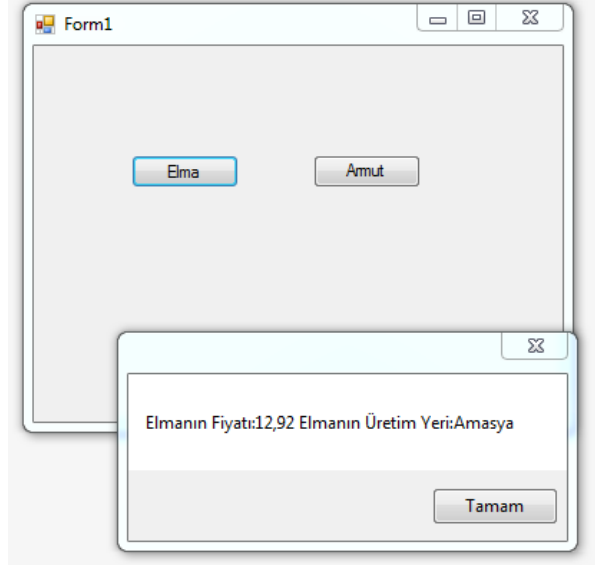 Form1
Elma
Armut
Elmanın Fiyatı:12,92 Elmanın Üretim Yeri:Amasya
Tamam